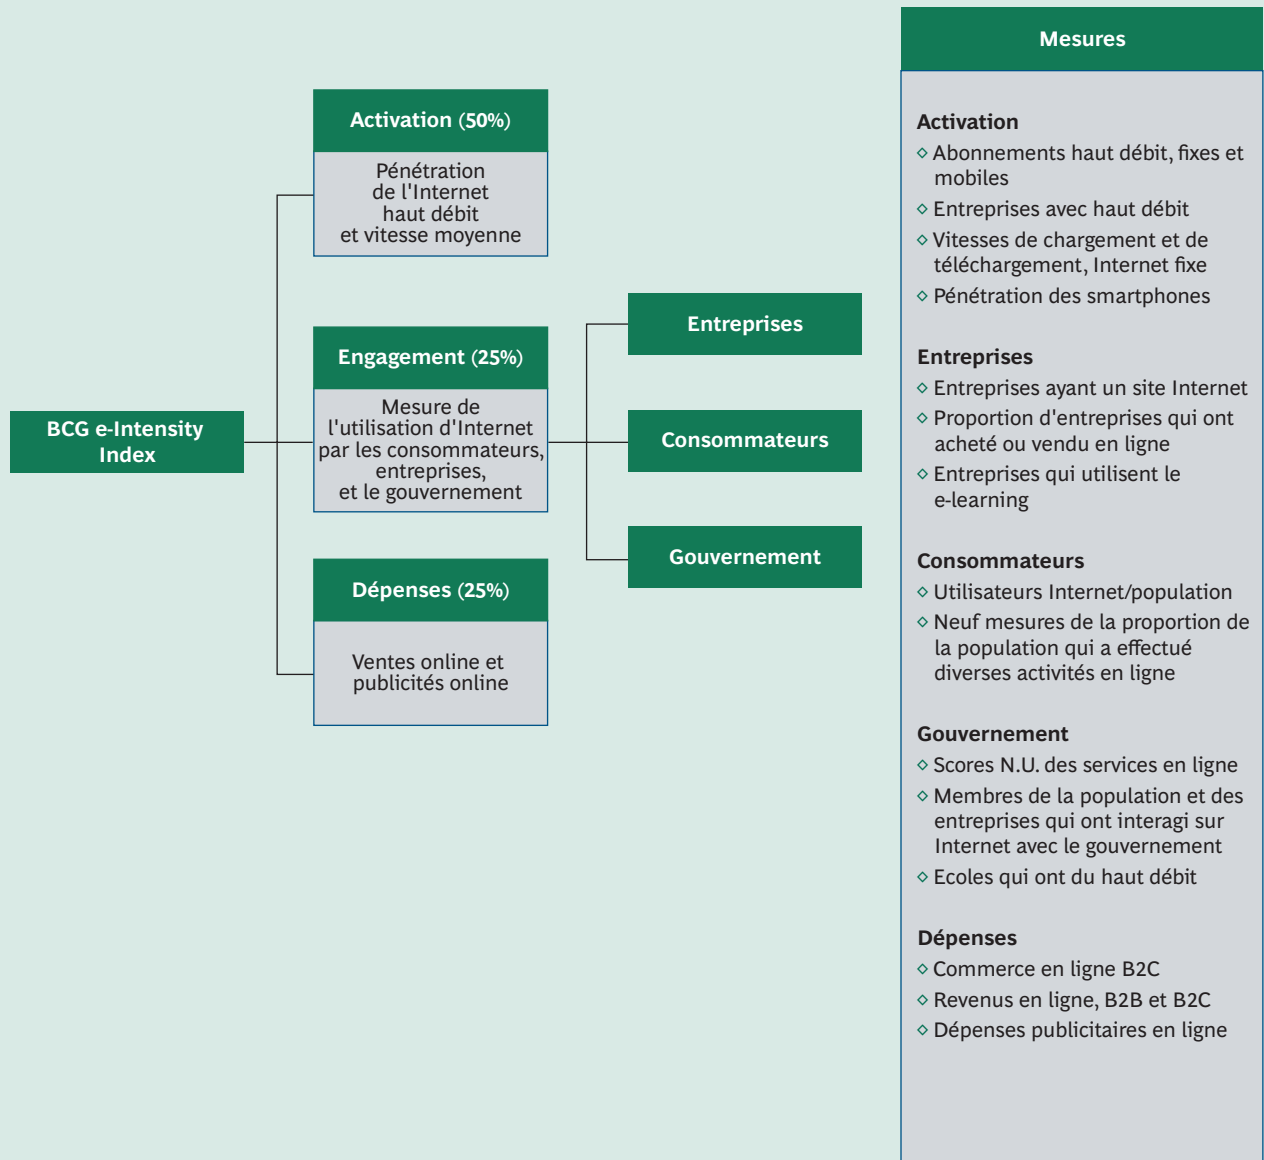 BCG e-Intensity
Index
Activation (50%)
Pénétration
de l'Internet
haut débit
et vitesse moyenne
Engagement (25%)
Mesure de
l'utilisation d'Internet
par les consommateurs,
entreprises,
et le gouvernement
Dépenses (25%)
Ventes online et
publicités online
Entreprises
Consommateurs
Gouvernement
Mesures
Activation
◇ Abonnements haut débit, fixes et
mobiles
◇ Entreprises avec haut débit
◇ Vitesses de chargement et de
téléchargement, Internet fixe
◇ Pénétration des smartphones
Entreprises
◇ Entreprises ayant un site Internet
◇ Proportion d'entreprises qui ont
acheté ou vendu en ligne
◇ Entreprises qui utilisent le
e-learning
Consommateurs
◇ Utilisateurs Internet/population
◇ Neuf mesures de la proportion de
la population qui a effectué
diverses activités en ligne
Gouvernement
◇ Scores N.U. des services en ligne
◇ Membres de la population et des
entreprises qui ont interagi sur
Internet avec le gouvernement
◇ Ecoles qui ont du haut débit
Dépenses
◇ Commerce en ligne B2C
◇ Revenus en ligne, B2B et B2C
◇ Dépenses publicitaires en ligne